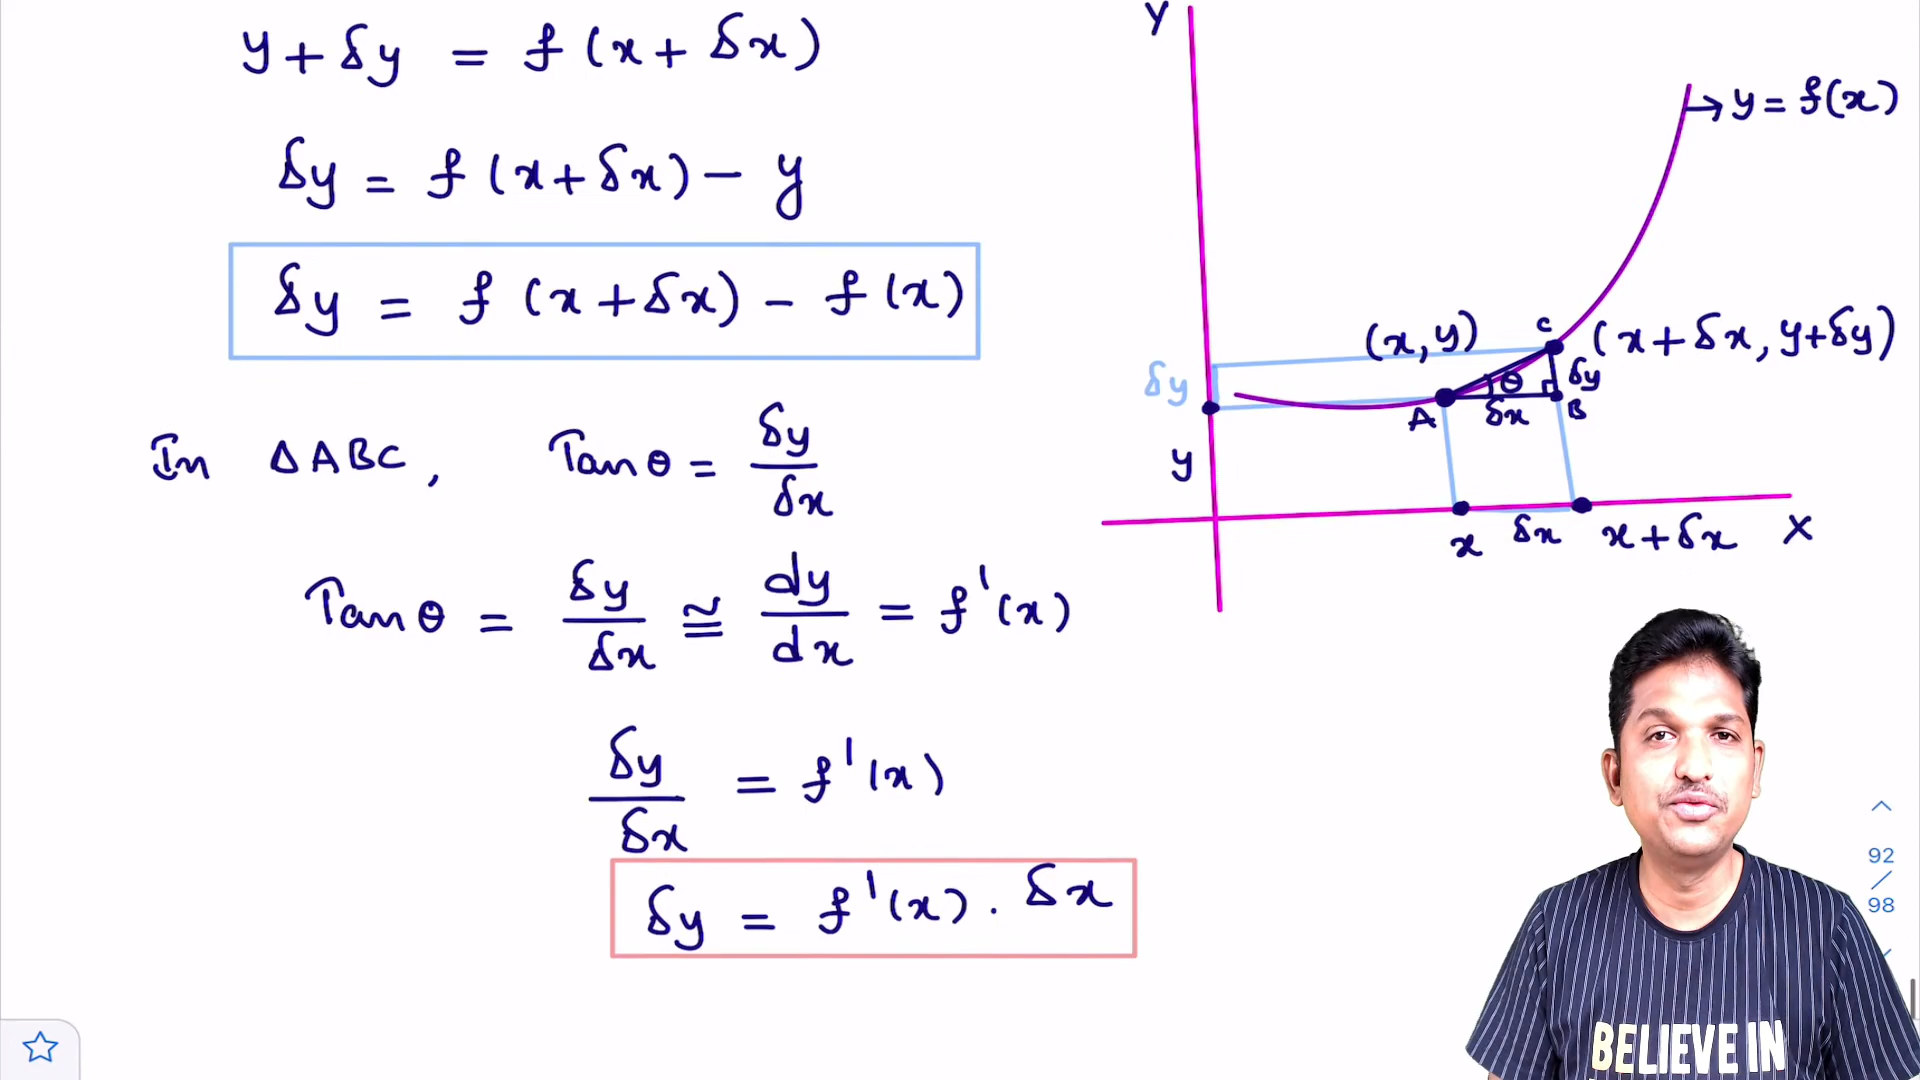 y + δy = f (x + δx)
δy = f (x + δx) - y
δy = f (x + δx) - f (x)
In ΔABC, Tan θ = δy/δx
Tan θ = δy/δx ≅ dy/dx = f'(x)
δy/δx = f'(x)
δy = f'(x) . δx
Y
→ y = f(x)
(x, y)
C
(x + δx, y + δy)
δy
θ
δy
A
δx
B
y
x
δx
x + δx
X
92
/
98
BELIEVE IN